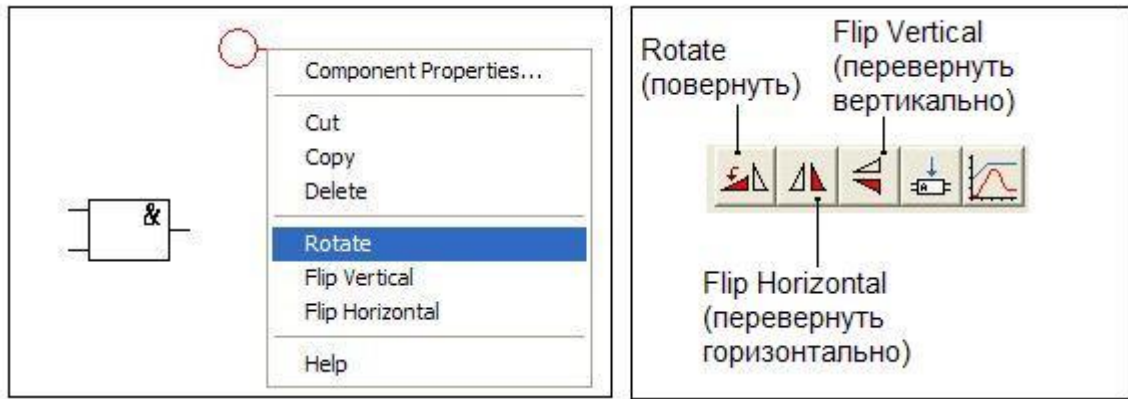 Component Properties...
Cut
Copy
Delete
Rotate
Flip Vertical
Flip Horizontal
Help
&
Rotate
(повернуть)
Flip Vertical
(перевернуть
вертикально)
A
Flip Horizontal
(перевернуть
горизонтально)